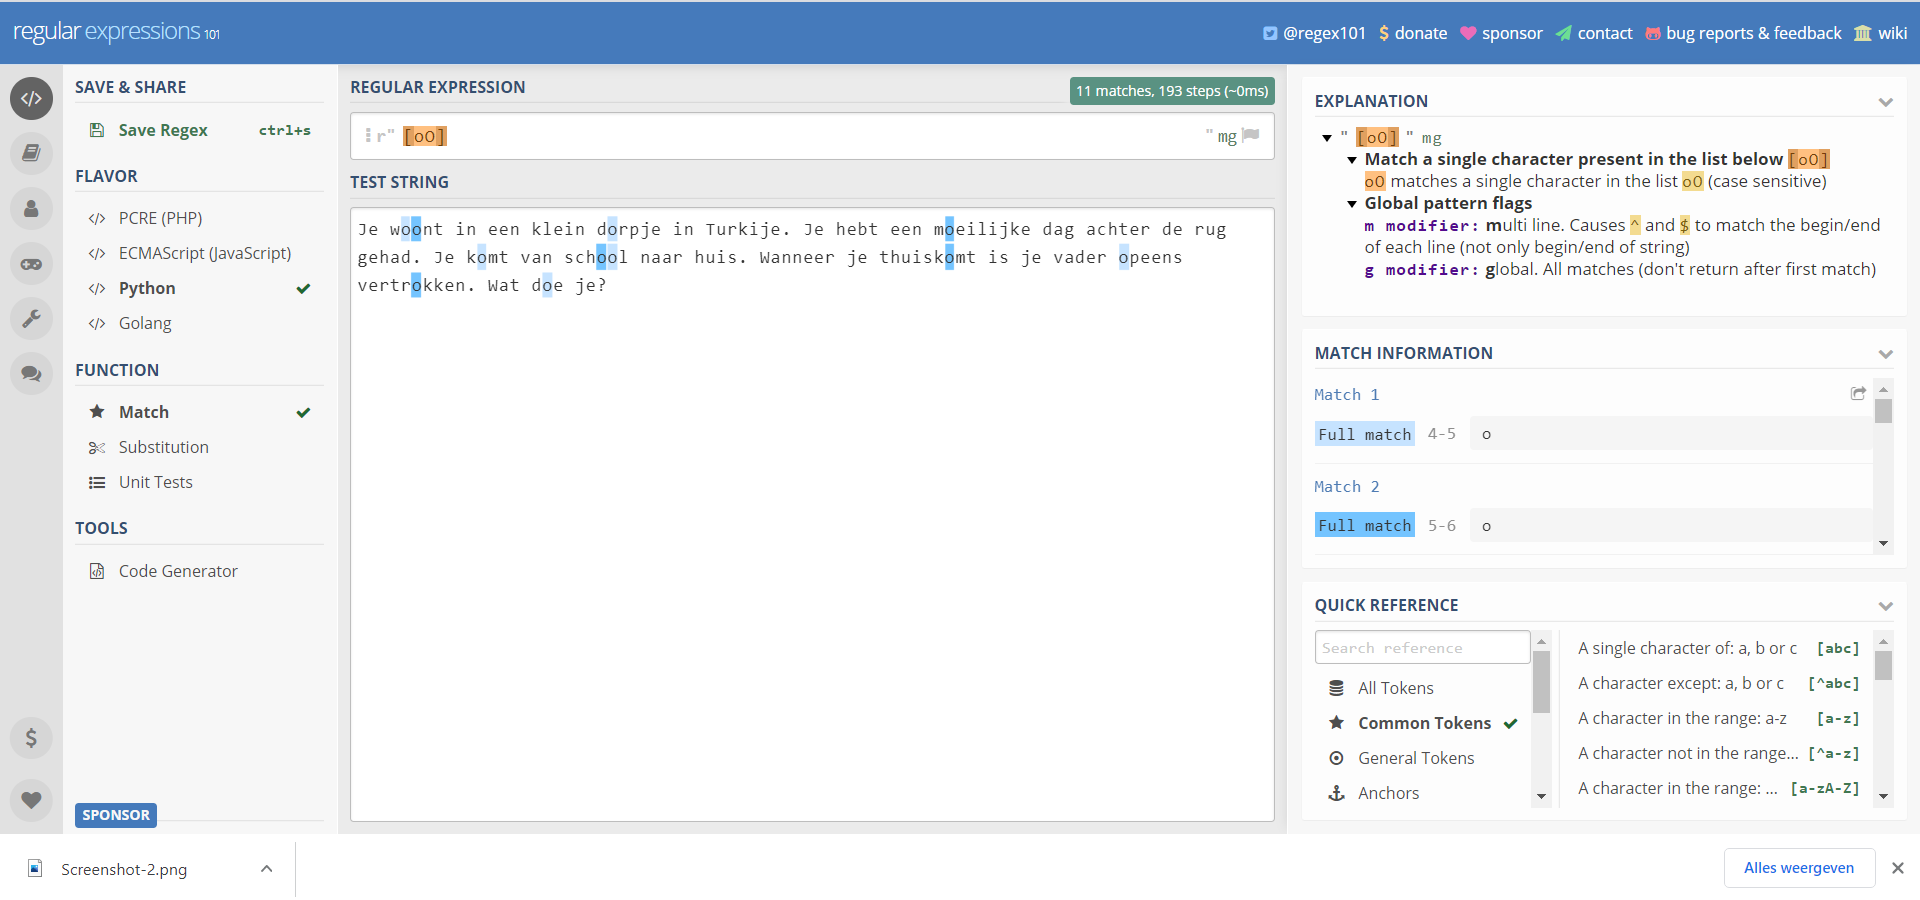 regular expressions 101
@regex101 $ donate sponsor contact bug reports & feedback wiki
SAVE & SHARE
Save Regex ctrl+s
FLAVOR
</> PCRE (PHP)
</> ECMAScript (JavaScript)
</> Python
</> Golang
FUNCTION
Match
Substitution
Unit Tests
TOOLS
Code Generator
SPONSOR
REGULAR EXPRESSION
11 matches, 193 steps (~0ms)
r" [oO] " mg
TEST STRING
Je woont in een klein dorpje in Turkije. Je hebt een moeilijke dag achter de rug
gehad. Je komt van school naar huis. Wanneer je thuiskomt is je vader opeens
vertrokken. Wat doe je?
EXPLANATION
" [oO] " mg
Match a single character present in the list below [oO]
oO matches a single character in the list oO (case sensitive)
Global pattern flags
m modifier: multi line. Causes ^ and $ to match the begin/end
of each line (not only begin/end of string)
g modifier: global. All matches (don't return after first match)
MATCH INFORMATION
Match 1
Full match 4-5 o
Match 2
Full match 5-6 o
QUICK REFERENCE
Search reference
All Tokens
Common Tokens
General Tokens
Anchors
A single character of: a, b or c [abc]
A character except: a, b or c [^abc]
A character in the range: a-z [a-z]
A character not in the range... [^a-z]
A character in the range: ... [a-zA-Z]
Screenshot-2.png
Alles weergeven